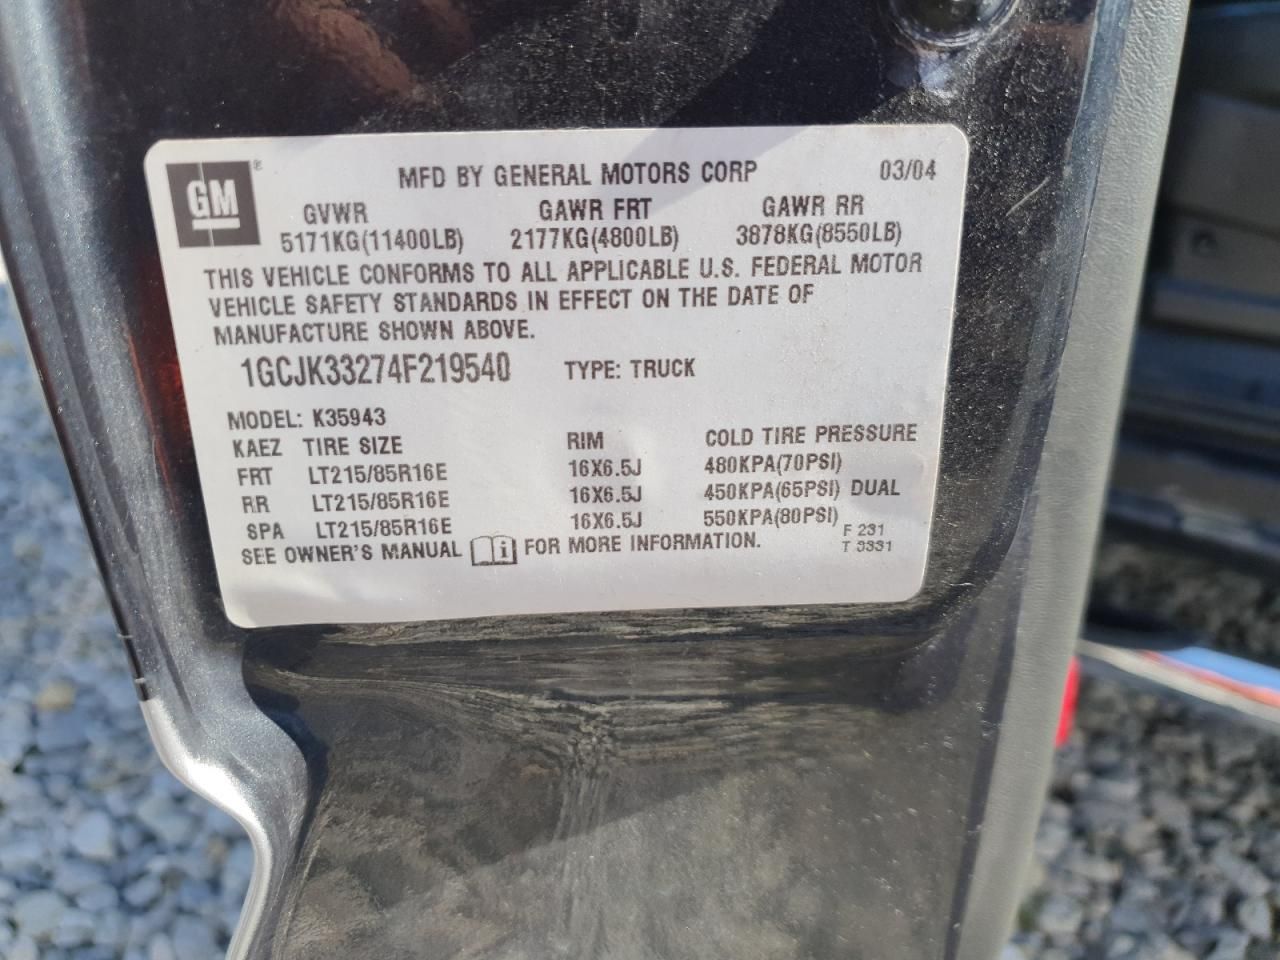 GM ®
MFD BY GENERAL MOTORS CORP 03/04
GVWR GAWR FRT GAWR RR
5171KG(11400LB) 2177KG(4800LB) 3878KG(8550LB)
THIS VEHICLE CONFORMS TO ALL APPLICABLE U.S. FEDERAL MOTOR
VEHICLE SAFETY STANDARDS IN EFFECT ON THE DATE OF
MANUFACTURE SHOWN ABOVE.
1GCJK33274F219540 TYPE: TRUCK
MODEL: K35943
KAEZ TIRE SIZE RIM COLD TIRE PRESSURE
FRT LT215/85R16E 16X6.5J 480KPA(70PSI)
RR LT215/85R16E 16X6.5J 450KPA(65PSI) DUAL
SPA LT215/85R16E 16X6.5J 550KPA(80PSI)
SEE OWNER'S MANUAL i FOR MORE INFORMATION.
F 231
T 3331